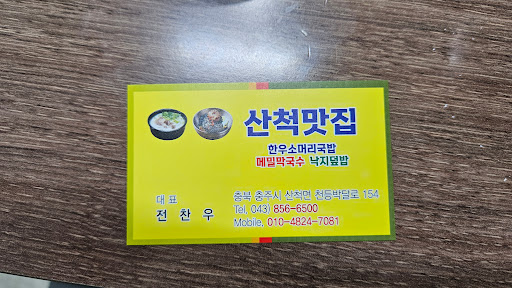 산척맛집
한우소머리국밥
메밀막국수 낙지덮밥
대표
전찬우
충북 충주시 산척면 천등박달로 154
Tel. 043) 856-6500
Mobile. 010-4824-7081